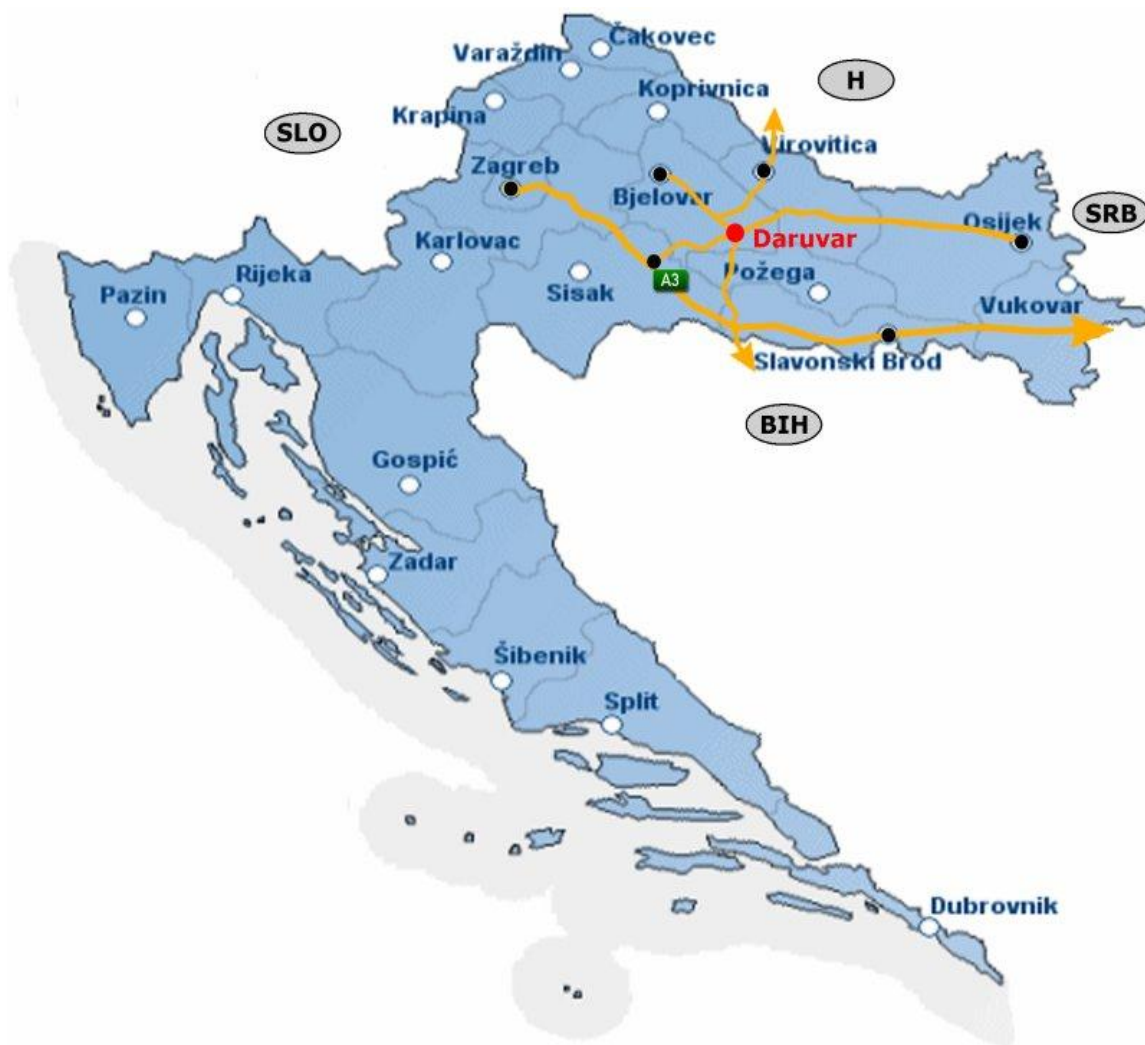 Čakovec
Varaždin
H
Koprivnica
Krapina
SLO
Virovitica
Zagreb
Bjelovar
SRB
Osijek
Daruvar
Karlovac
Požega
Rijeka
A3
Sisak
Pazin
Vukovar
Slavonski Brod
BIH
Gospić
Zadar
Šibenik
Split
Dubrovnik